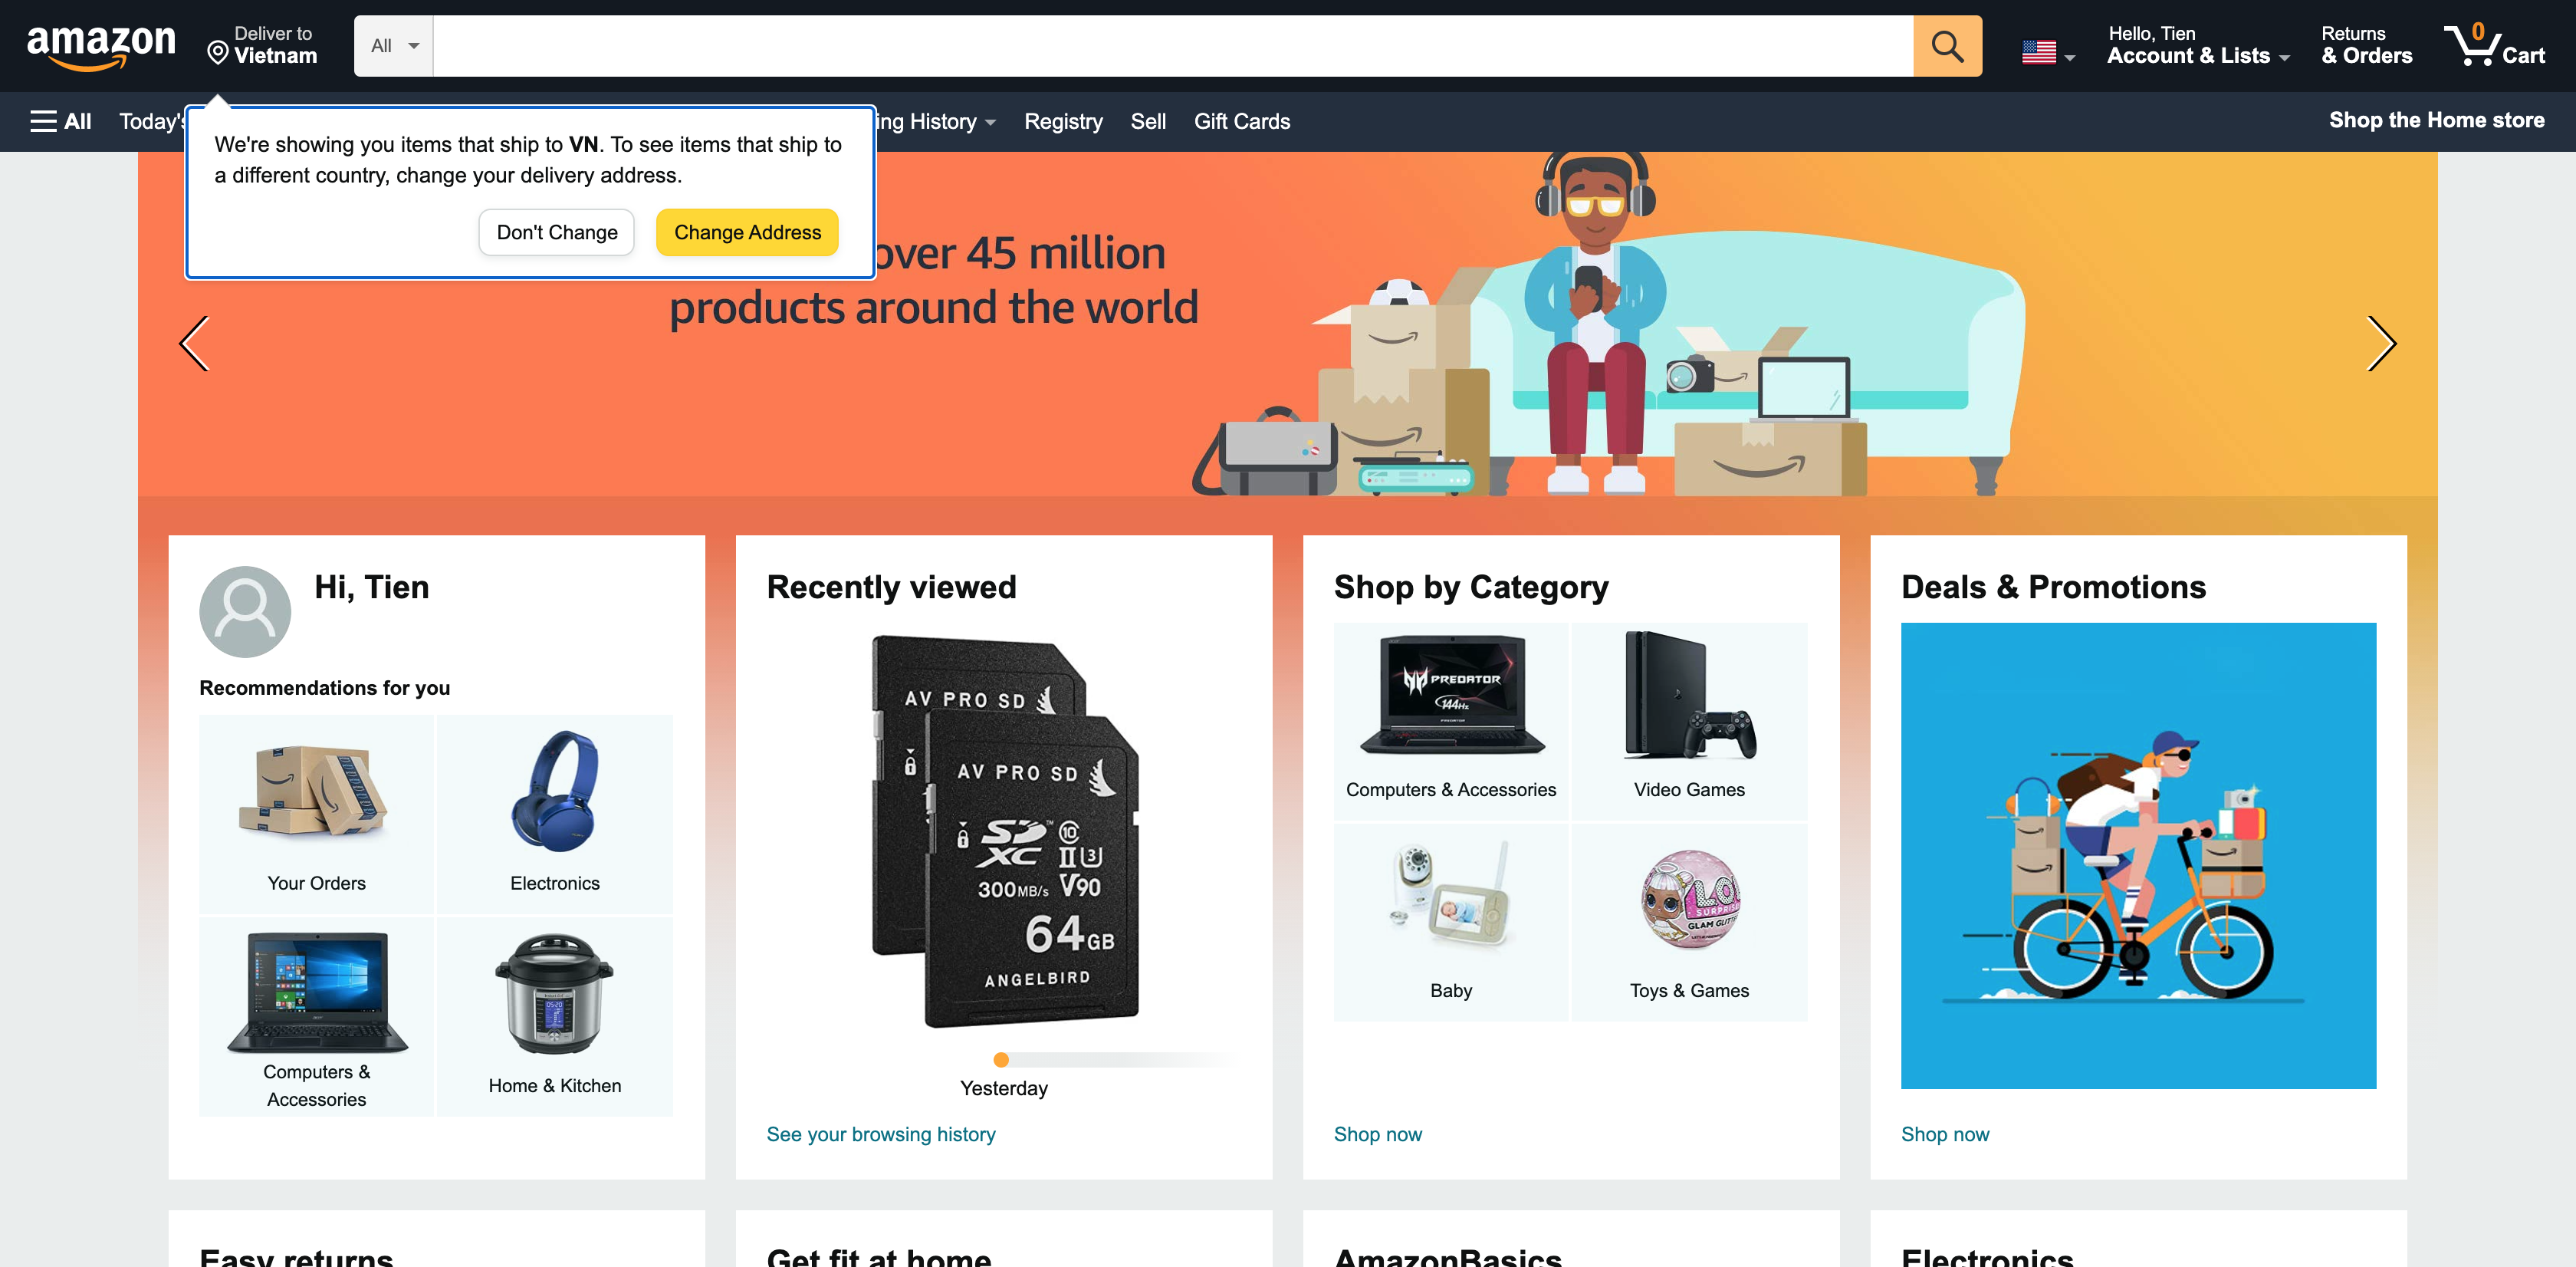 amazon
Deliver to
Vietnam
All
Hello, Tien
Account & Lists
Returns
& Orders
0
Cart
All
Today's
ing History
Registry
Sell
Gift Cards
Shop the Home store
We're showing you items that ship to VN. To see items that ship to
a different country, change your delivery address.
Don't Change
Change Address
over 45 million
products around the world
Hi, Tien
Recommendations for you
Your Orders
Electronics
Computers &
Accessories
Home & Kitchen
Recently viewed
AV PRO SD
AV PRO SD
SD XC
10
II U3
300MB/s V90
64GB
ANGELBIRD
Yesterday
See your browsing history
Shop by Category
PREDATOR
144Hz
PREDATOR
Computers & Accessories
Video Games
Baby
L.O.L.
SURPRISE
GLAM GLITTER
Toys & Games
Shop now
Deals & Promotions
Shop now
Easy returns
Get fit at home
AmazonBasics
Electronics